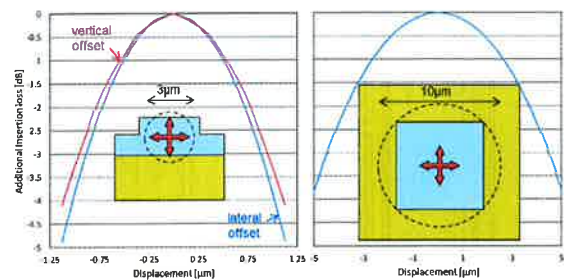 vertical
offset
3µm
lateral
offset
Additional Insertion loss [dB]
0
-0.5
-1
-1.5
-2
-2.5
-3
-3.5
-4
-4.5
-5
-1.25
-0.75
-0.25
0.25
0.75
1.25
Displacement [µm]
10µm
-5
-3
-1
1
3
5
Displacement [µm]